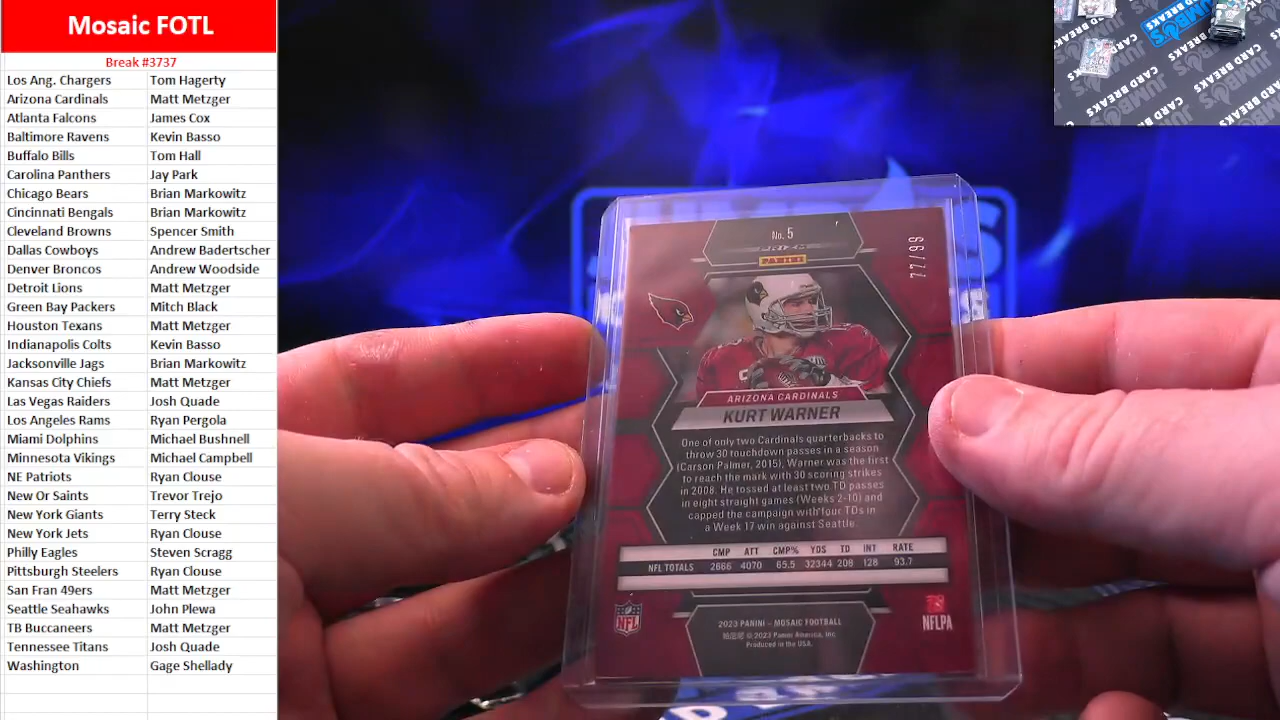 Mosaic FOTL
Break #3737
Los Ang. Chargers Tom Hagerty
Arizona Cardinals Matt Metzger
Atlanta Falcons James Cox
Baltimore Ravens Kevin Basso
Buffalo Bills Tom Hall
Carolina Panthers Jay Park
Chicago Bears Brian Markowitz
Cincinnati Bengals Brian Markowitz
Cleveland Browns Spencer Smith
Dallas Cowboys Andrew Badertscher
Denver Broncos Andrew Woodside
Detroit Lions Matt Metzger
Green Bay Packers Mitch Black
Houston Texans Matt Metzger
Indianapolis Colts Kevin Basso
Jacksonville Jags Brian Markowitz
Kansas City Chiefs Matt Metzger
Las Vegas Raiders Josh Quade
Los Angeles Rams Ryan Pergola
Miami Dolphins Michael Bushnell
Minnesota Vikings Michael Campbell
NE Patriots Ryan Clouse
New Or Saints Trevor Trejo
New York Giants Terry Steck
New York Jets Ryan Clouse
Philly Eagles Steven Scragg
Pittsburgh Steelers Ryan Clouse
San Fran 49ers Matt Metzger
Seattle Seahawks John Plewa
TB Buccaneers Matt Metzger
Tennessee Titans Josh Quade
Washington Gage Shellady
No. 5
PRIZM
PANINI
77/99
ARIZONA CARDINALS
KURT WARNER
One of only two Cardinals quarterbacks to
throw 30 touchdown passes in a season
(Carson Palmer, 2015), Warner was the first
to reach the mark with 30 scoring strikes
in 2008. He tossed at least two TD passes
in eight straight games (Weeks 2-10) and
capped the campaign with four TDs in
a Week 17 win against Seattle.
CMP ATT CMP% YDS TD INT RATE
NFL TOTALS 2666 4070 65.5 32344 208 128 93.7
NFL
NFLPA
2023 PANINI – MOSAIC FOOTBALL
© 2023 Panini America, Inc.
Produced in the USA.
JUMBO'S
CARD BREAKS
JUMBO'S
CARD BREAKS
CARD BREAKS